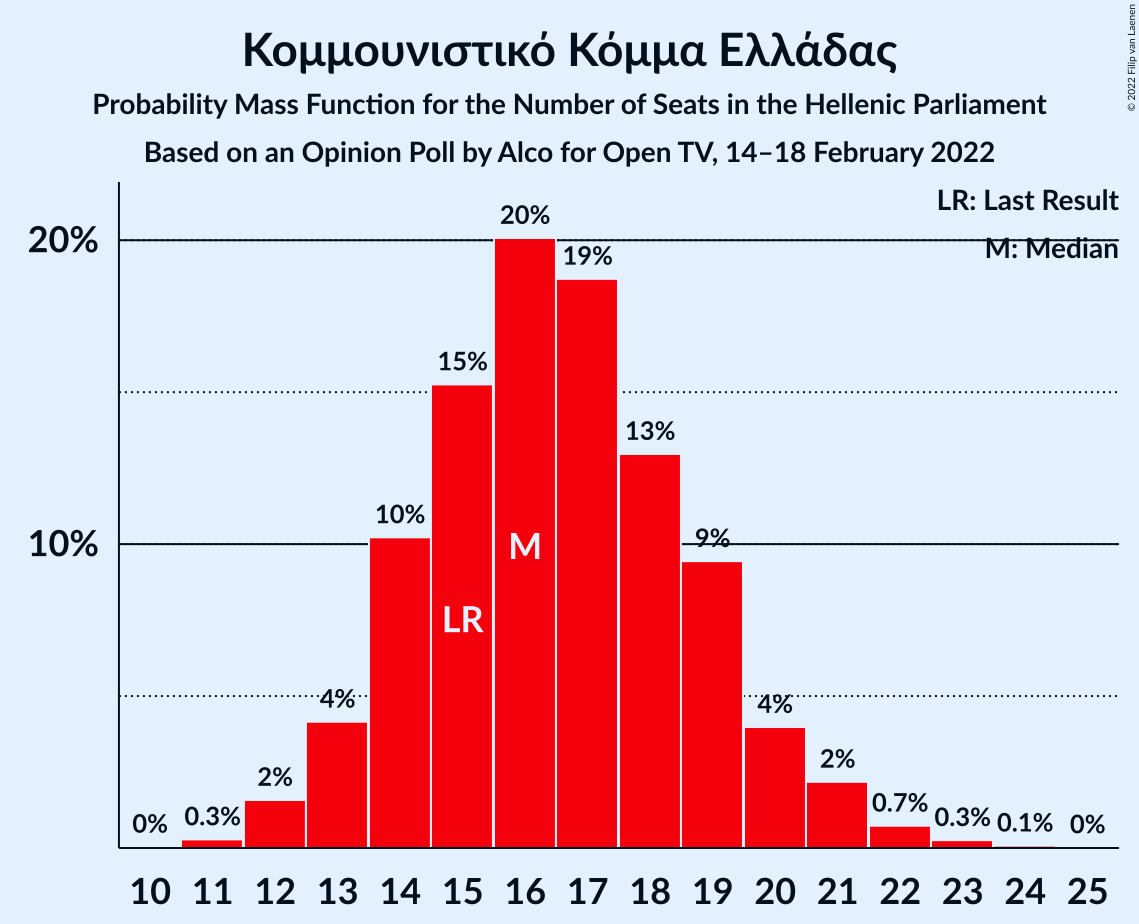 Κομμουνιστικό Κόμμα Ελλάδας
Probability Mass Function for the Number of Seats in the Hellenic Parliament
Based on an Opinion Poll by Alco for Open TV, 14–18 February 2022
© 2022 Filip van Laenen
LR: Last Result
M: Median
20%
10%
0%
0.3%
2%
4%
10%
15%
20%
19%
13%
9%
4%
2%
0.7%
0.3%
0.1%
0%
LR
M
10 11 12 13 14 15 16 17 18 19 20 21 22 23 24 25